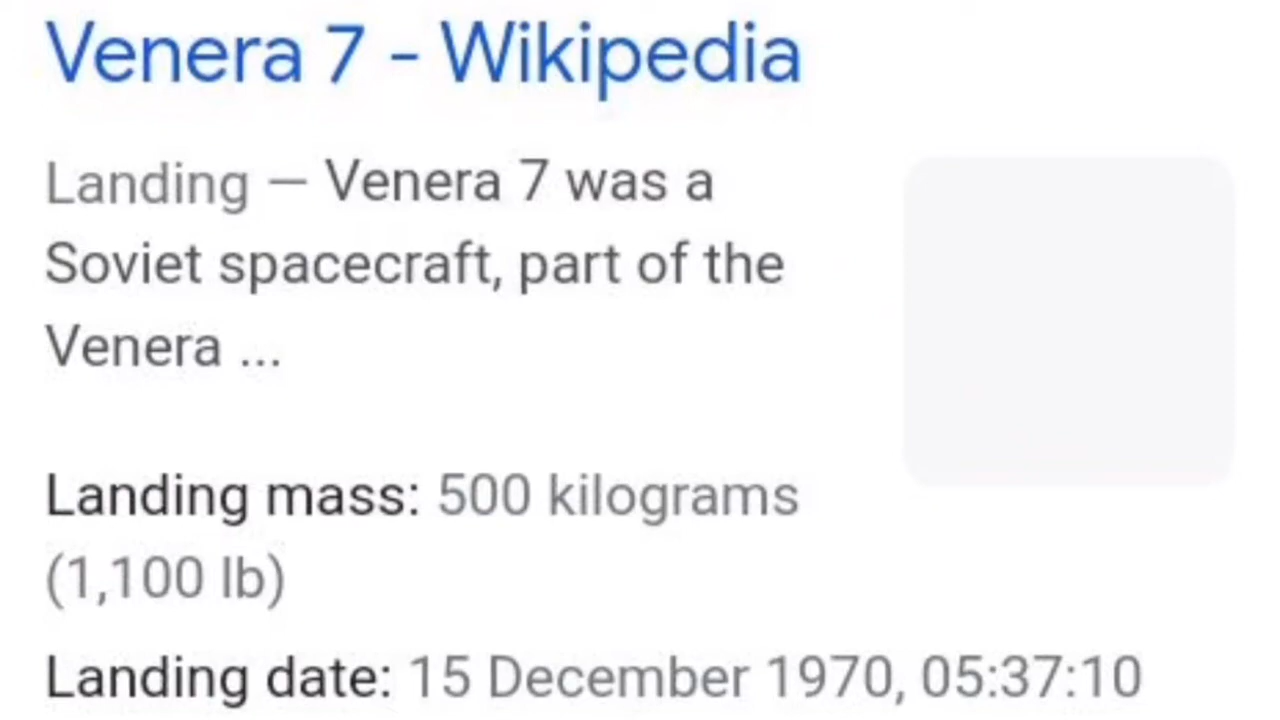 Venera 7 - Wikipedia
Landing — Venera 7 was a
Soviet spacecraft, part of the
Venera ...
Landing mass: 500 kilograms
(1,100 lb)
Landing date: 15 December 1970, 05:37:10